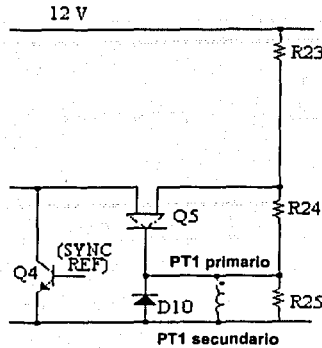 12 V
R23
Q5
R24
(SYNC
REF)
Q4
PT1 primario
D10
R25
PT1 secundario